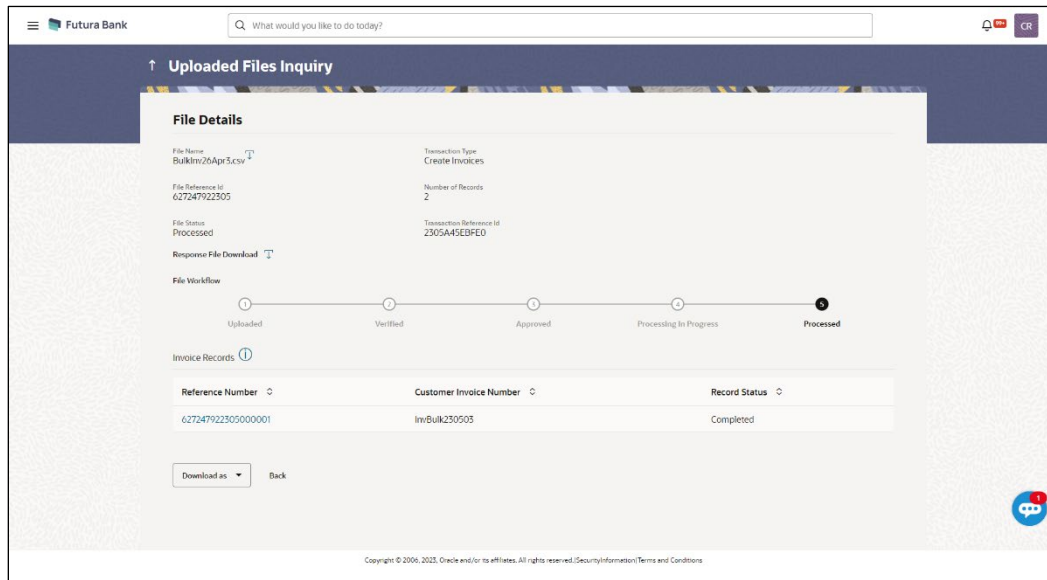 Futura Bank
What would you like to do today?
99+
CR
↑ Uploaded Files Inquiry
File Details
File Name
BulkInv26Apr3.csv
Transaction Type
Create Invoices
File Reference Id
627247922305
Number of Records
2
File Status
Processed
Transaction Reference Id
2305A45EBFE0
Response File Download
File Workflow
1 2 3 4 5
Uploaded Verified Approved Processing In Progress Processed
Invoice Records
Reference Number Customer Invoice Number Record Status
627247922305000001 InvBulk230503 Completed
Download as Back
1
Copyright © 2006, 2023, Oracle and/or its affiliates. All rights reserved.|SecurityInformation|Terms and Conditions